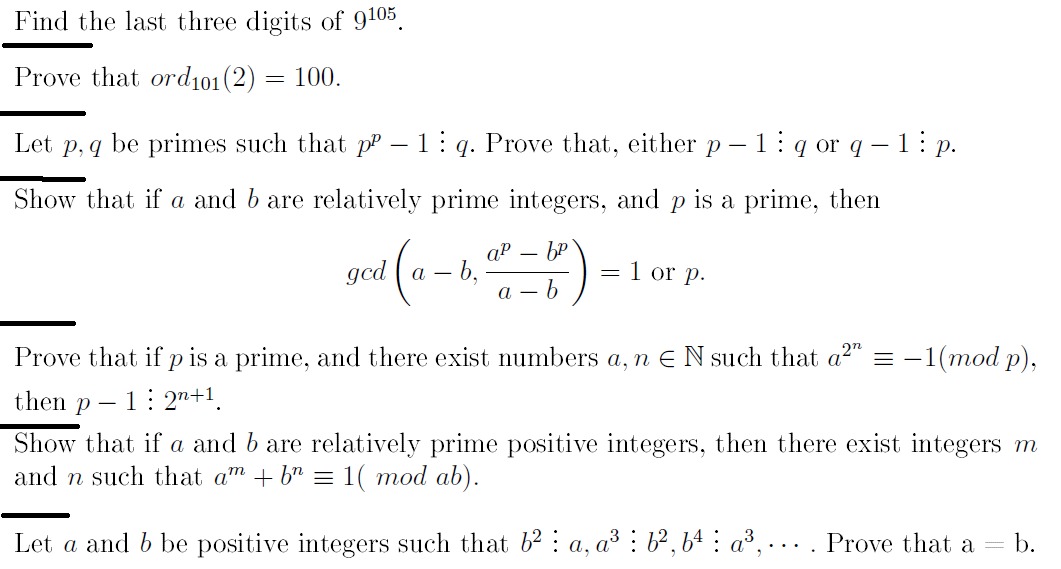 Find the last three digits of 9^105.
Prove that ord_101(2) = 100.
Let p, q be primes such that p^p − 1 ⋮ q. Prove that, either p − 1 ⋮ q or q − 1 ⋮ p.
Show that if a and b are relatively prime integers, and p is a prime, then
gcd(a − b, (a^p − b^p)/(a − b)) = 1 or p.
Prove that if p is a prime, and there exist numbers a, n ∈ ℕ such that a^{2^n} ≡ −1(mod p),
then p − 1 ⋮ 2^{n+1}.
Show that if a and b are relatively prime positive integers, then there exist integers m
and n such that a^m + b^n ≡ 1( mod ab).
Let a and b be positive integers such that b^2 ⋮ a, a^3 ⋮ b^2, b^4 ⋮ a^3, ⋯ . Prove that a = b.